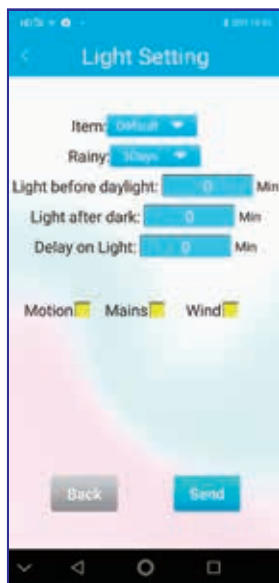 Light Setting
Item: Default
Rainy: 5Days
Light before daylight: 0 Min
Light after dark: 0 Min
Delay on Light: 0 Min
Motion Mains Wind
Back Send